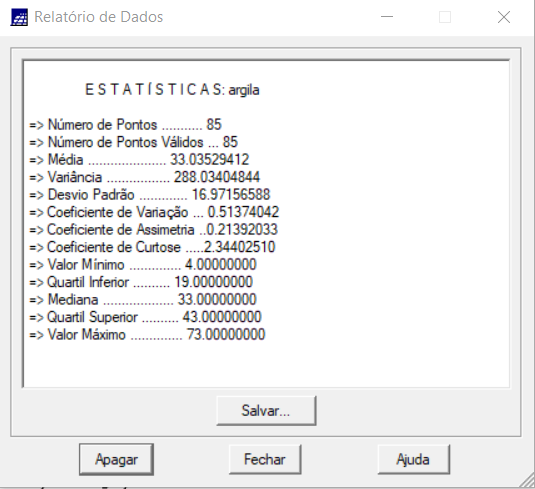 Relatório de Dados
E S T A T Í S T I C A S: argila
=> Número de Pontos ........... 85
=> Número de Pontos Válidos ... 85
=> Média ..................... 33.03529412
=> Variância ................. 288.03404844
=> Desvio Padrão ............. 16.97156588
=> Coeficiente de Variação ... 0.51374042
=> Coeficiente de Assimetria ..0.21392033
=> Coeficiente de Curtose .....2.34402510
=> Valor Mínimo .............. 4.00000000
=> Quartil Inferior .......... 19.00000000
=> Mediana ................... 33.00000000
=> Quartil Superior .......... 43.00000000
=> Valor Máximo .............. 73.00000000
Salvar...
Apagar
Fechar
Ajuda